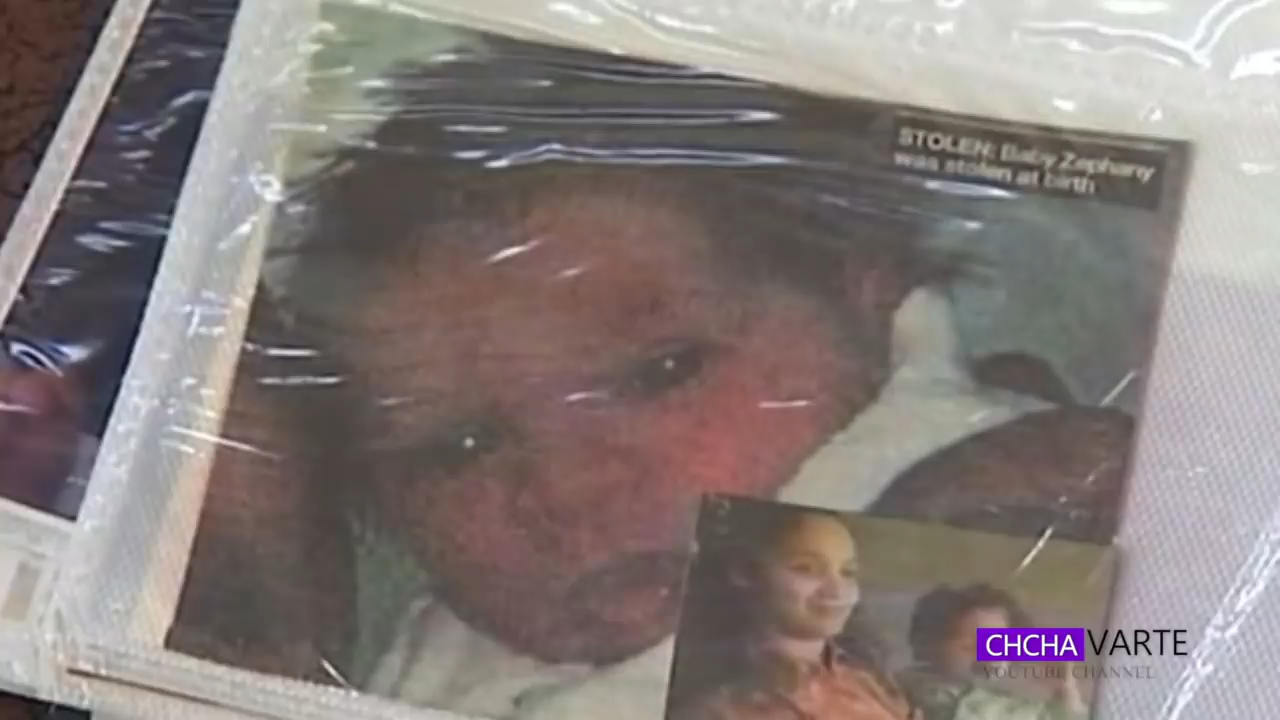 STOLEN: Baby Zephany
was stolen at birth
CHCHAVARTE
YOUTUBE CHANNEL